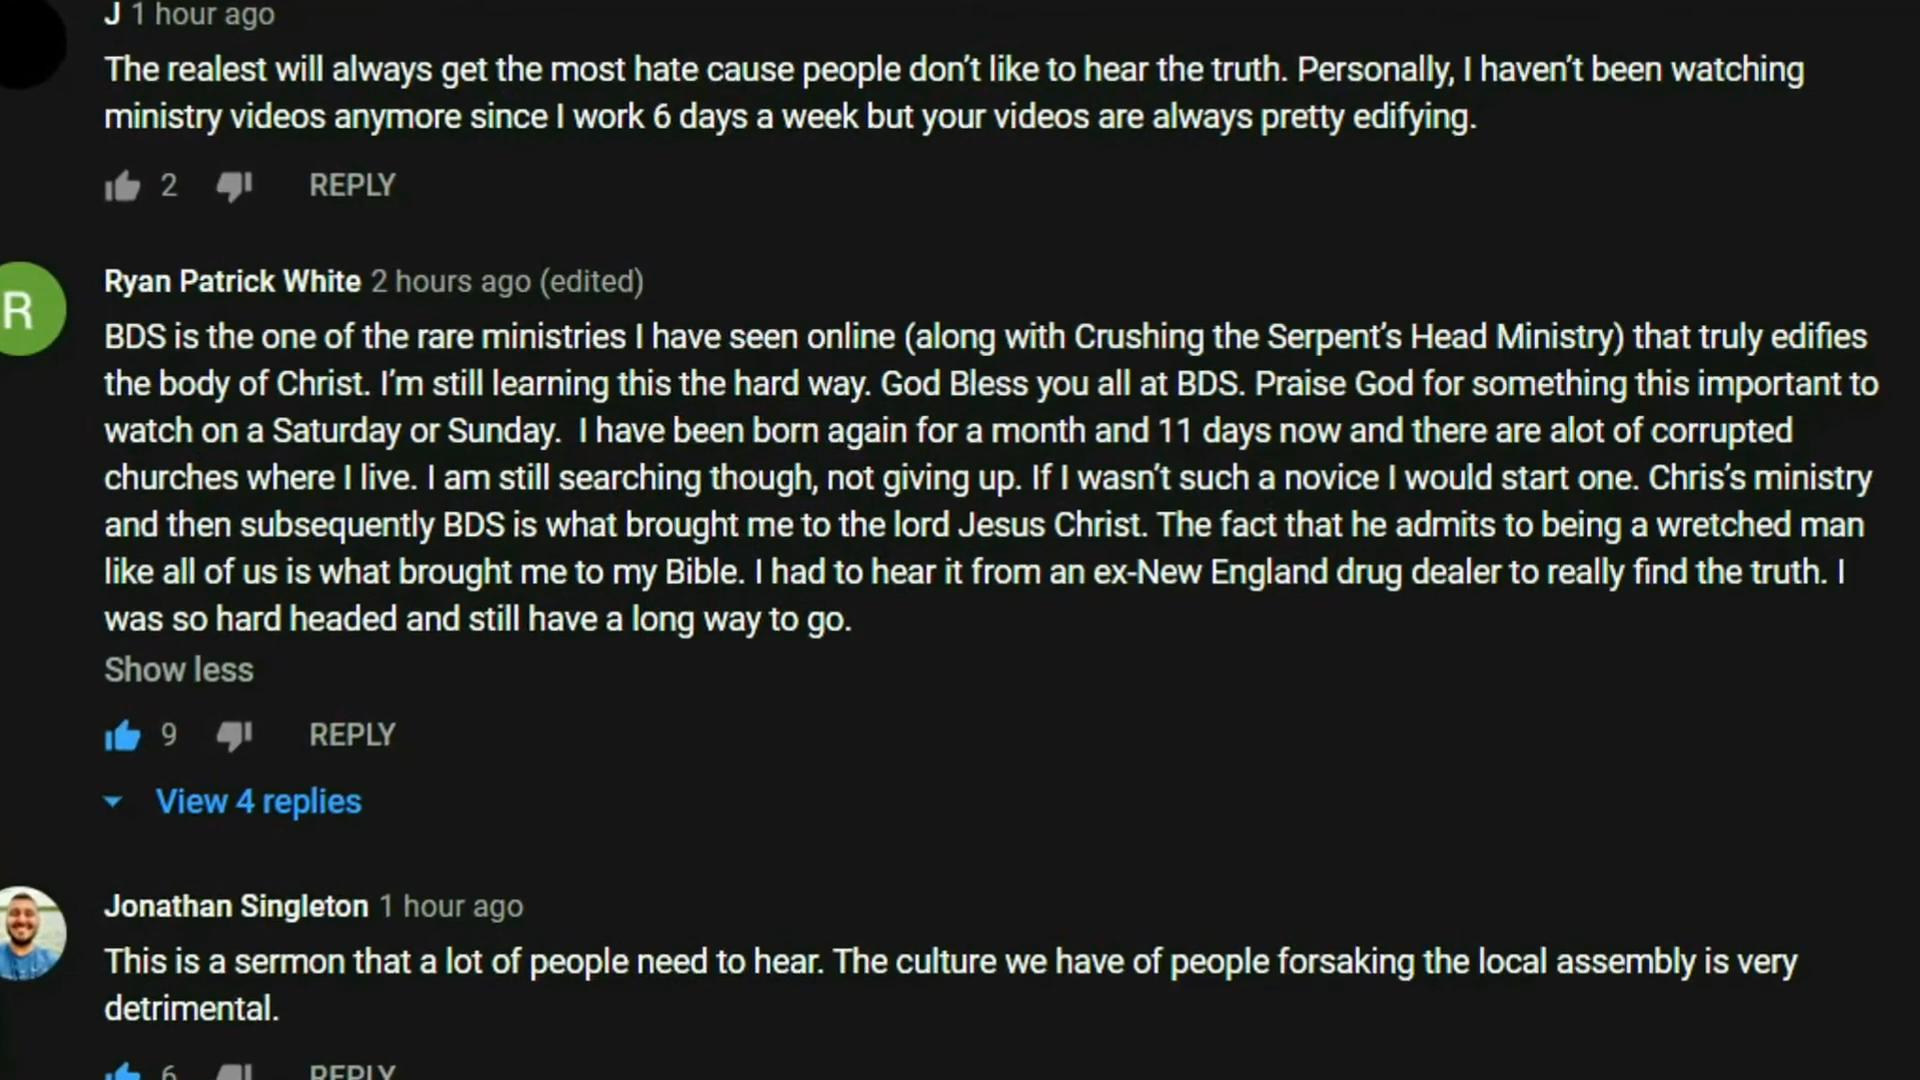 J 1 hour ago
The realest will always get the most hate cause people don’t like to hear the truth. Personally, I haven’t been watching
ministry videos anymore since I work 6 days a week but your videos are always pretty edifying.
2 REPLY
R
Ryan Patrick White 2 hours ago (edited)
BDS is the one of the rare ministries I have seen online (along with Crushing the Serpent’s Head Ministry) that truly edifies
the body of Christ. I’m still learning this the hard way. God Bless you all at BDS. Praise God for something this important to
watch on a Saturday or Sunday.  I have been born again for a month and 11 days now and there are alot of corrupted
churches where I live. I am still searching though, not giving up. If I wasn’t such a novice I would start one. Chris’s ministry
and then subsequently BDS is what brought me to the lord Jesus Christ. The fact that he admits to being a wretched man
like all of us is what brought me to my Bible. I had to hear it from an ex-New England drug dealer to really find the truth. I
was so hard headed and still have a long way to go.
Show less
9 REPLY
View 4 replies
Jonathan Singleton 1 hour ago
This is a sermon that a lot of people need to hear. The culture we have of people forsaking the local assembly is very
detrimental.
6 REPLY